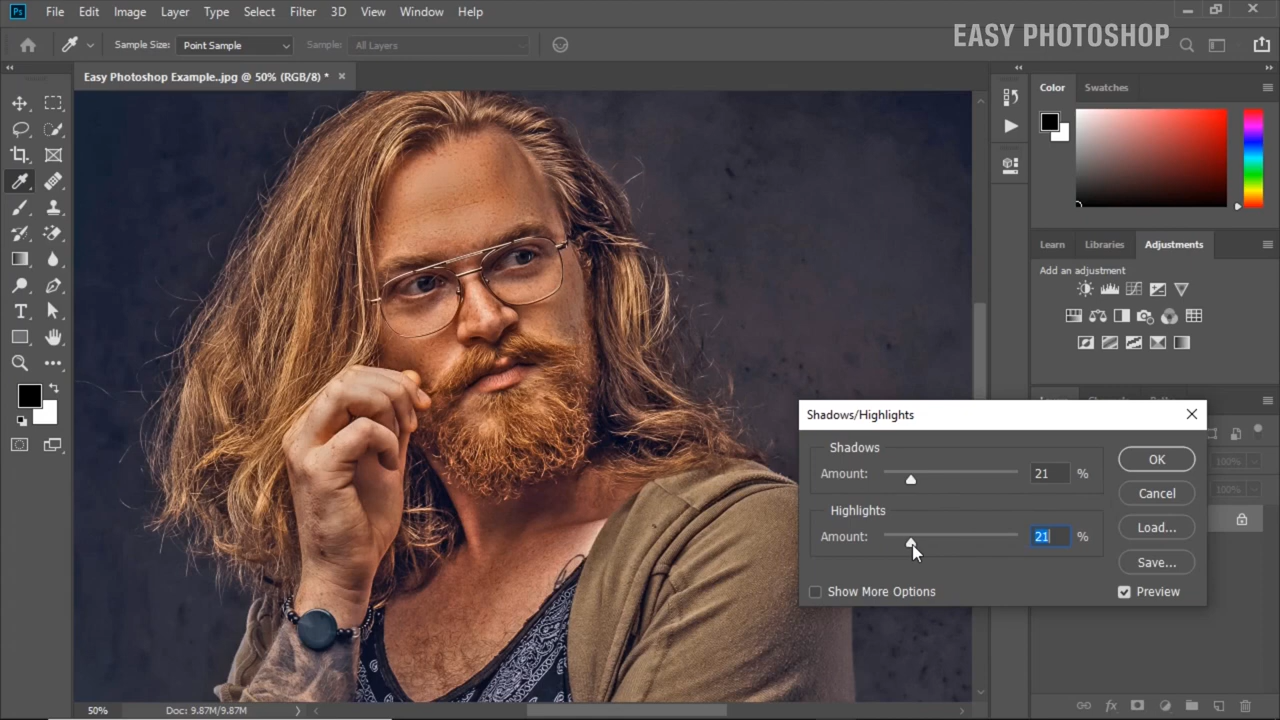 Ps File Edit Image Layer Type Select Filter 3D View Window Help
EASY PHOTOSHOP
Sample Size: Point Sample Sample: All Layers
Easy Photoshop Example..jpg @ 50% (RGB/8) *
Color Swatches
Learn Libraries Adjustments
Add an adjustment
Shadows/Highlights
Shadows
Amount: 21 %
Highlights
Amount: 21 %
Show More Options
OK
Cancel
Load...
Save...
Preview
100%
100%
50% Doc: 9.87M/9.87M
fx